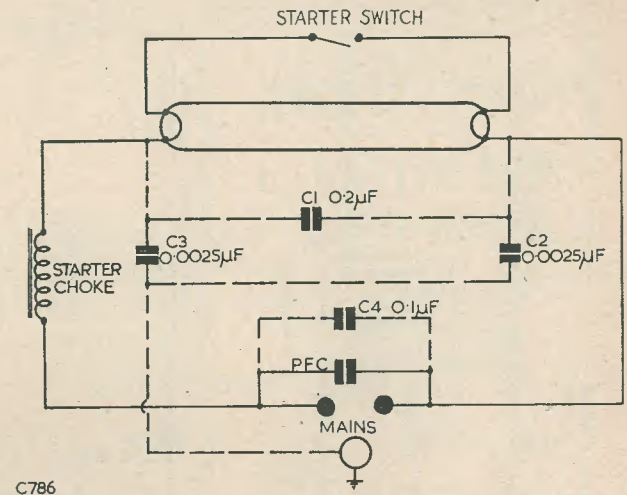 STARTER SWITCH
C1 0·2µF
C3
0·0025µF
C2
0·0025µF
STARTER
CHOKE
C4 0·1µF
PFC
MAINS
C786